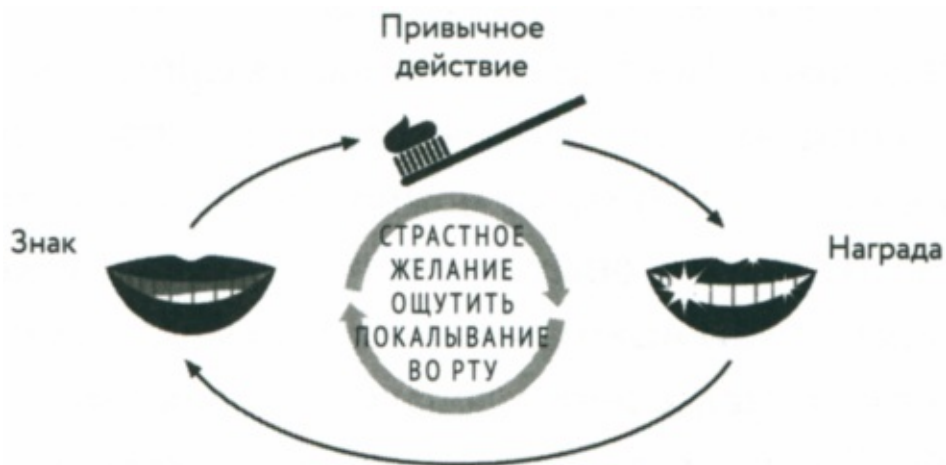 Привычное
действие
Знак
СТРАСТНОЕ
ЖЕЛАНИЕ
ОЩУТИТЬ
ПОКАЛЫВАНИЕ
ВО РТУ
Награда